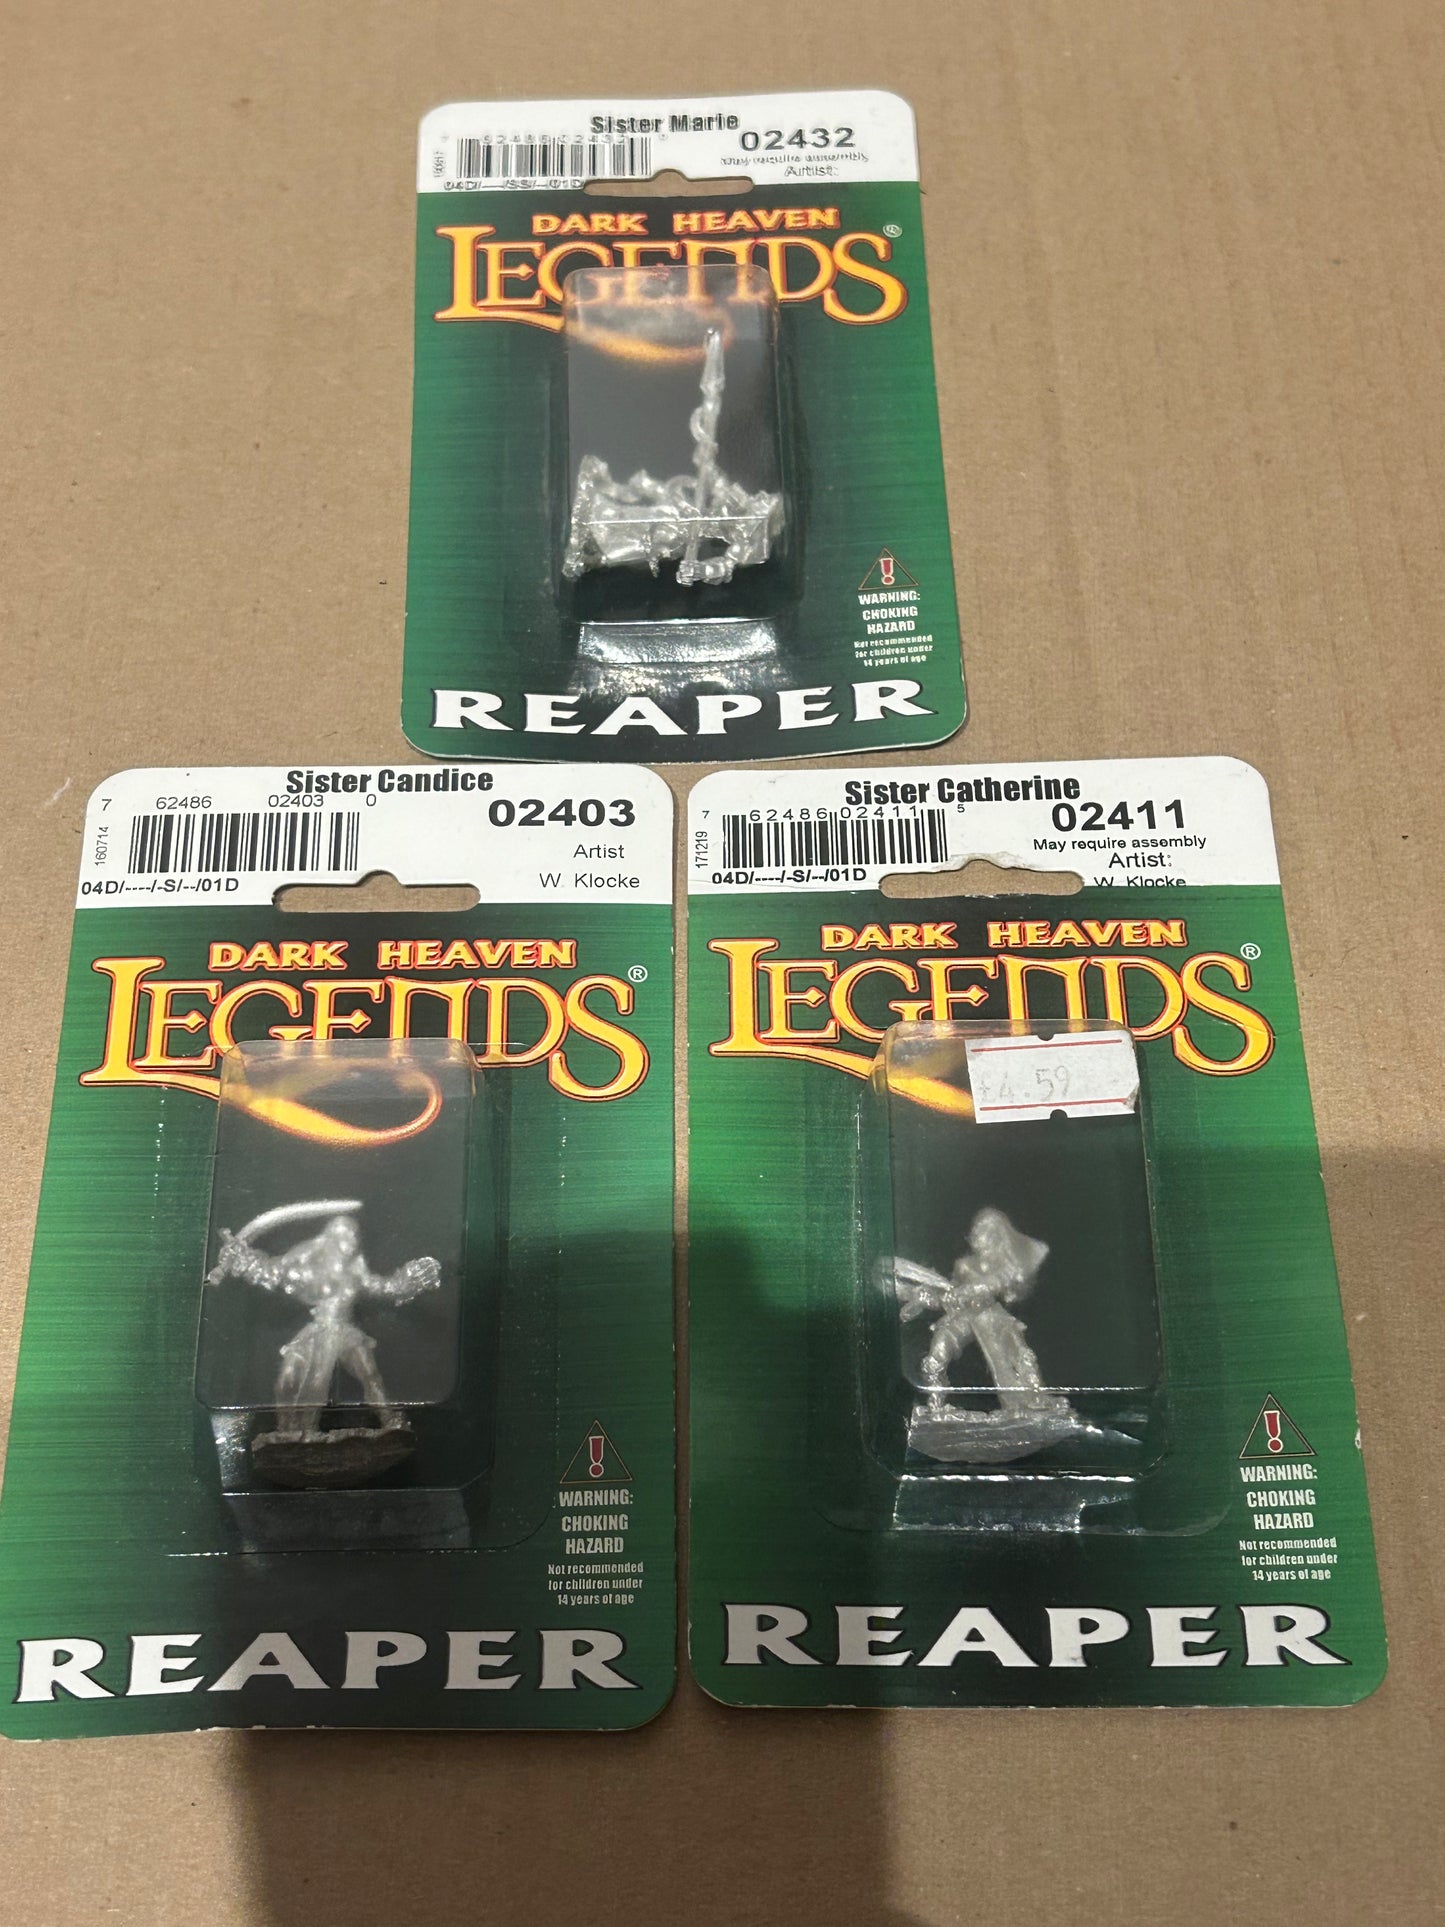 Sister Marie
02432
May require assembly
Artist:
04D/----/SS/--/01D
DARK HEAVEN
LEGENDS®
WARNING:
CHOKING
HAZARD
Not recommended
for children under
14 years of age
REAPER
Sister Candice
7 62486 02403 0
02403
160714
Artist
W. Klocke
04D/----/-S/--/01D
DARK HEAVEN
LEGENDS®
WARNING:
CHOKING
HAZARD
Not recommended
for children under
14 years of age
REAPER
Sister Catherine
7 62486 02411 5
02411
171219
May require assembly
Artist:
W. Klocke
04D/----/-S/--/01D
DARK HEAVEN
LEGENDS®
£4.59
WARNING:
CHOKING
HAZARD
Not recommended
for children under
14 years of age
REAPER